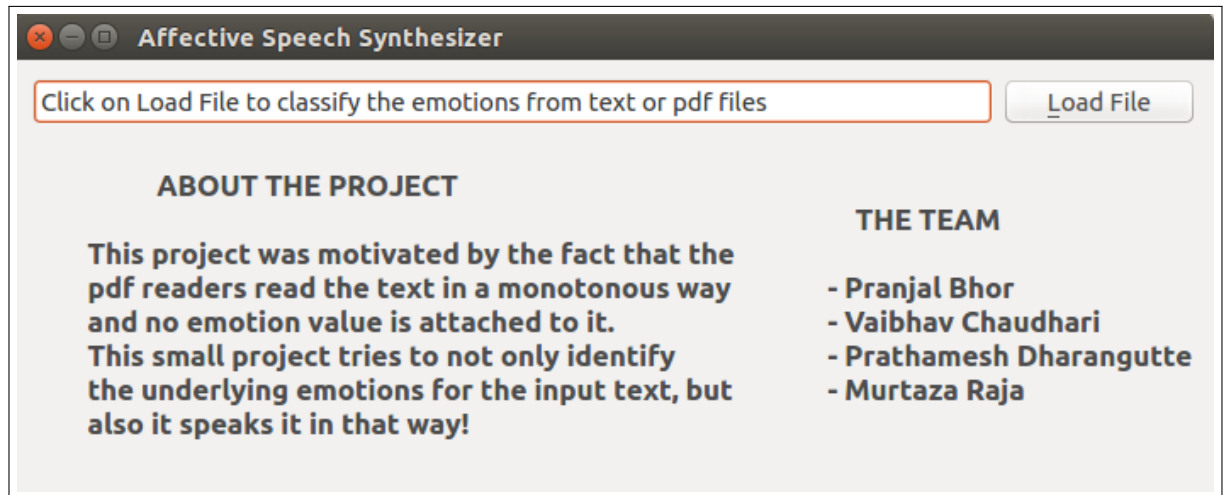 Affective Speech Synthesizer
Click on Load File to classify the emotions from text or pdf files
Load File
ABOUT THE PROJECT
This project was motivated by the fact that the
pdf readers read the text in a monotonous way
and no emotion value is attached to it.
This small project tries to not only identify
the underlying emotions for the input text, but
also it speaks it in that way!
THE TEAM
- Pranjal Bhor
- Vaibhav Chaudhari
- Prathamesh Dharangutte
- Murtaza Raja